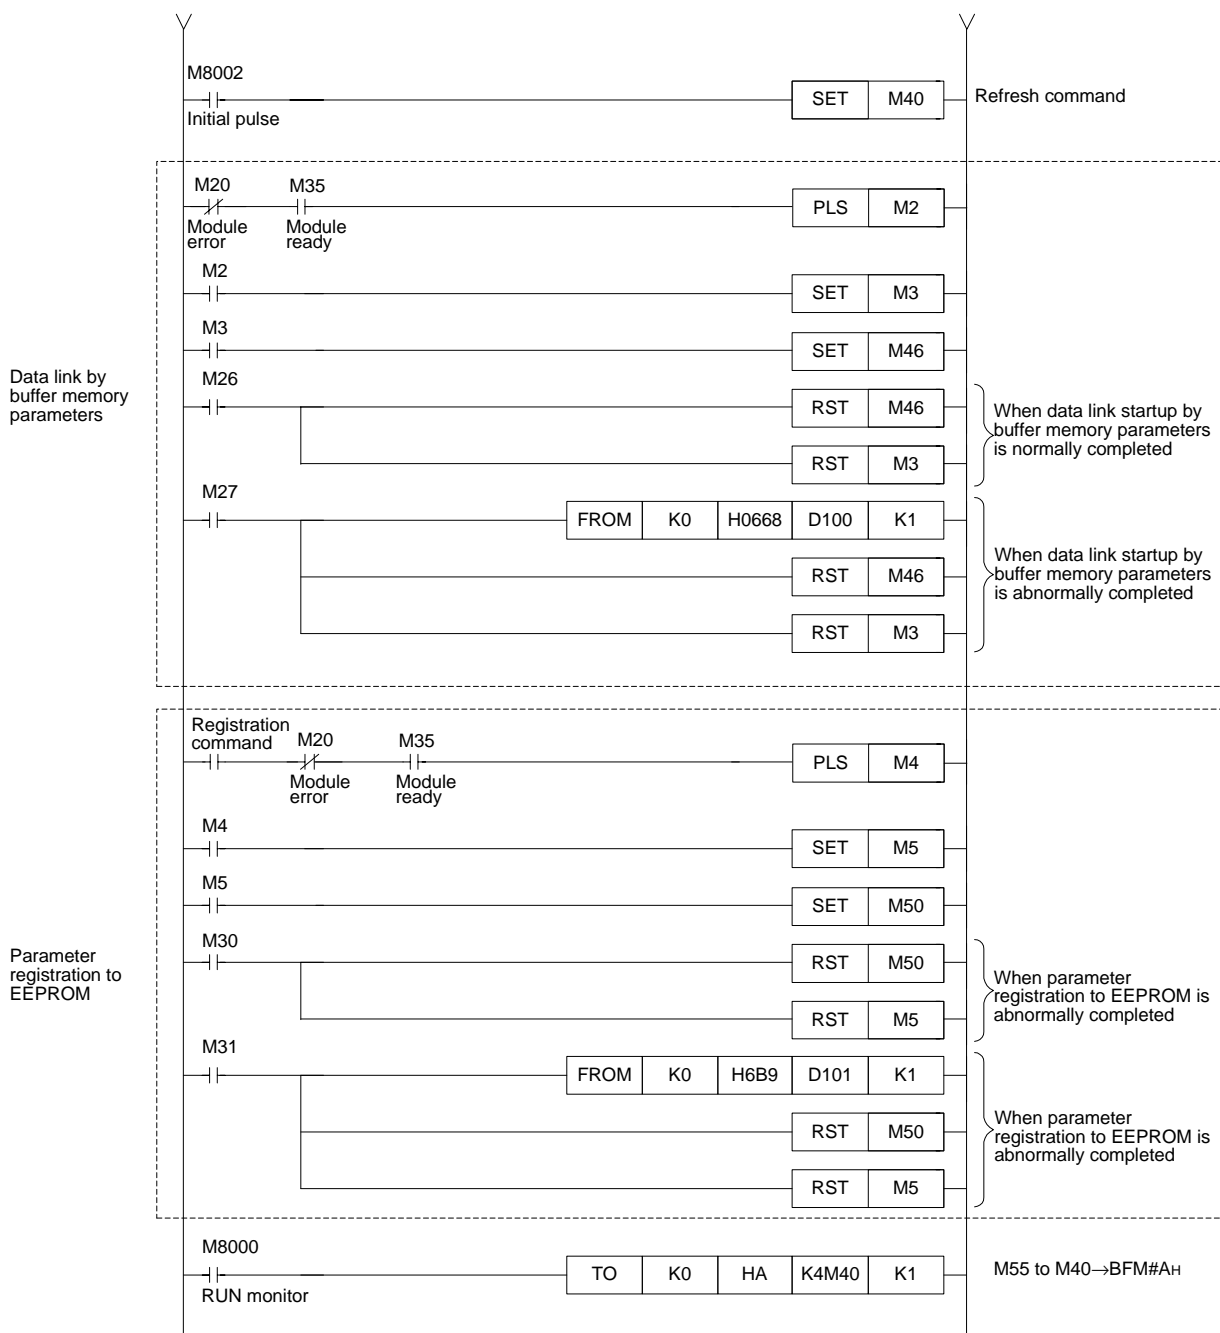 M8002
SET M40 Refresh command
Initial pulse
M20 M35
PLS M2
Module
error
Module
ready
M2
SET M3
M3
SET M46
Data link by
buffer memory
parameters
M26
RST M46
RST M3
When data link startup by
buffer memory parameters
is normally completed
M27
FROM K0 H0668 D100 K1
RST M46
RST M3
When data link startup by
buffer memory parameters
is abnormally completed
Registration
command M20 M35
PLS M4
Module
error
Module
ready
M4
SET M5
M5
SET M50
Parameter
registration to
EEPROM
M30
RST M50
RST M5
When parameter
registration to EEPROM is
abnormally completed
M31
FROM K0 H6B9 D101 K1
RST M50
RST M5
When parameter
registration to EEPROM is
abnormally completed
M8000
TO K0 HA K4M40 K1
M55 to M40→BFM#AH
RUN monitor